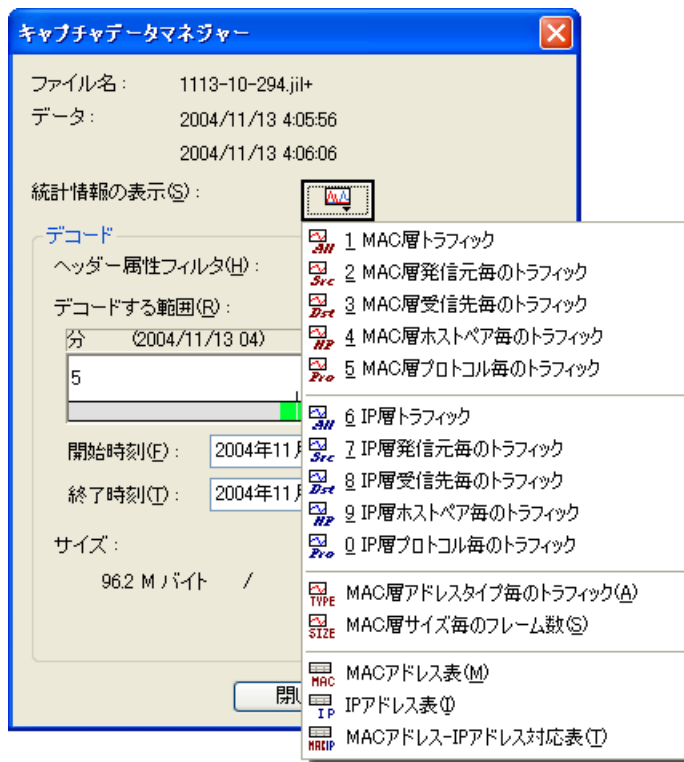 キャプチャデータマネジャー
ファイル名： 1113-10-294.jil+
データ： 2004/11/13 4:05:56
2004/11/13 4:06:06
統計情報の表示(S)：
デコード
ヘッダー属性フィルタ(H)：
デコードする範囲(R)：
分 (2004/11/13 04)
5
開始時刻(F)： 2004年11月
終了時刻(T)： 2004年11月
サイズ：
96.2 M バイト /
閉
All 1 MAC層トラフィック
Src 2 MAC層発信元毎のトラフィック
Dst 3 MAC層受信先毎のトラフィック
HP 4 MAC層ホストペア毎のトラフィック
Pro 5 MAC層プロトコル毎のトラフィック
All 6 IP層トラフィック
Src 7 IP層発信元毎のトラフィック
Dst 8 IP層受信先毎のトラフィック
HP 9 IP層ホストペア毎のトラフィック
Pro 0 IP層プロトコル毎のトラフィック
TYPE MAC層アドレスタイプ毎のトラフィック(A)
SIZE MAC層サイズ毎のフレーム数(S)
MAC MACアドレス表(M)
IP IPアドレス表(I)
MACIP MACアドレス-IPアドレス対応表(T)